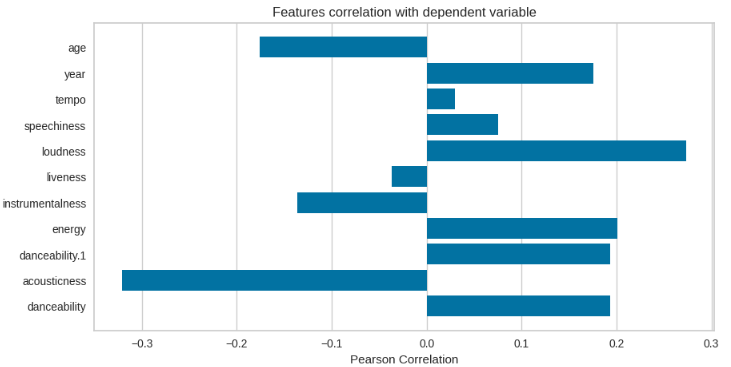 Features correlation with dependent variable
age
year
tempo
speechiness
loudness
liveness
instrumentalness
energy
danceability.1
acousticness
danceability
−0.3 −0.2 −0.1 0.0 0.1 0.2 0.3
Pearson Correlation